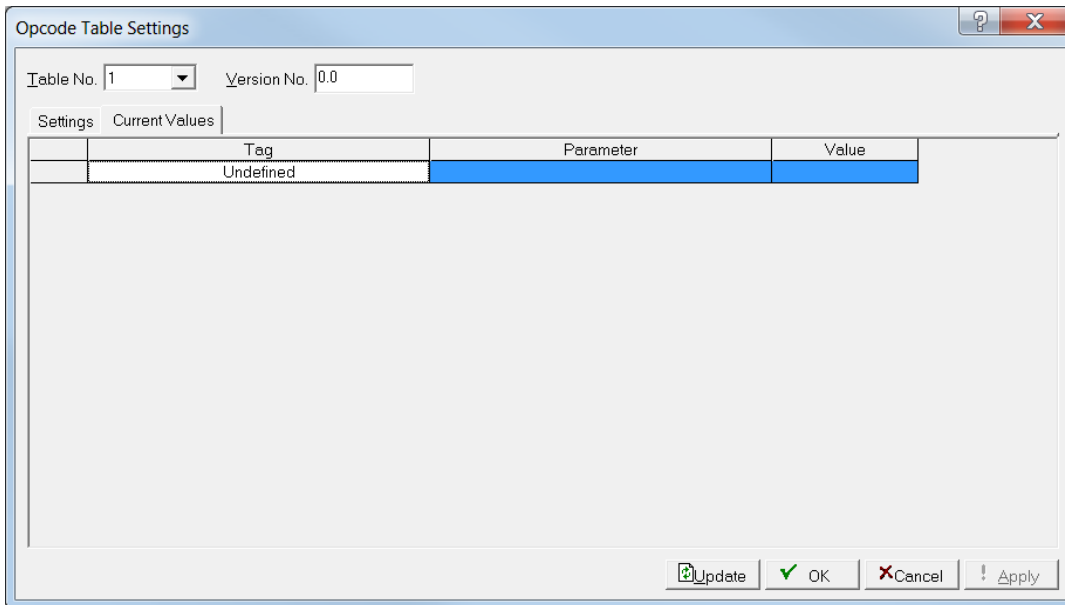 Opcode Table Settings
Table No. 1 Version No. 0.0
Settings Current Values
Tag Parameter Value
Undefined
Update OK Cancel Apply